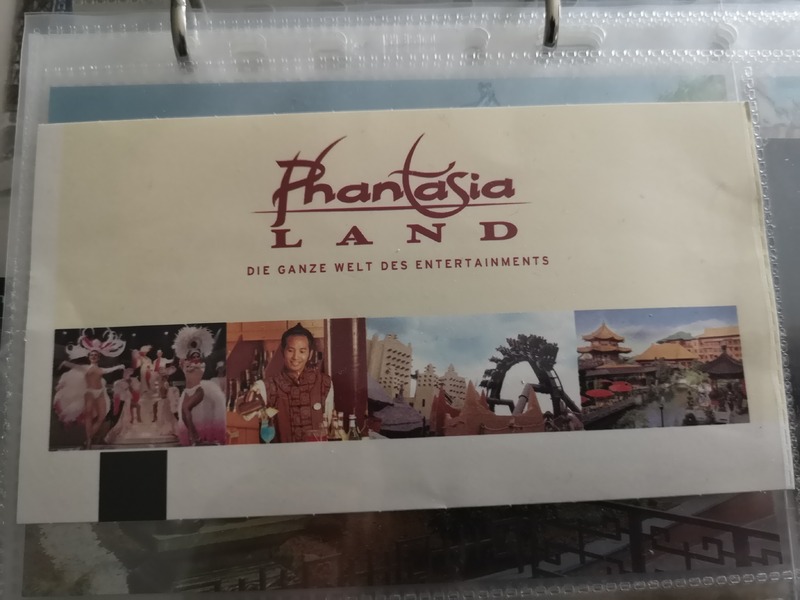 Phantasia
LAND
DIE GANZE WELT DES ENTERTAINMENTS